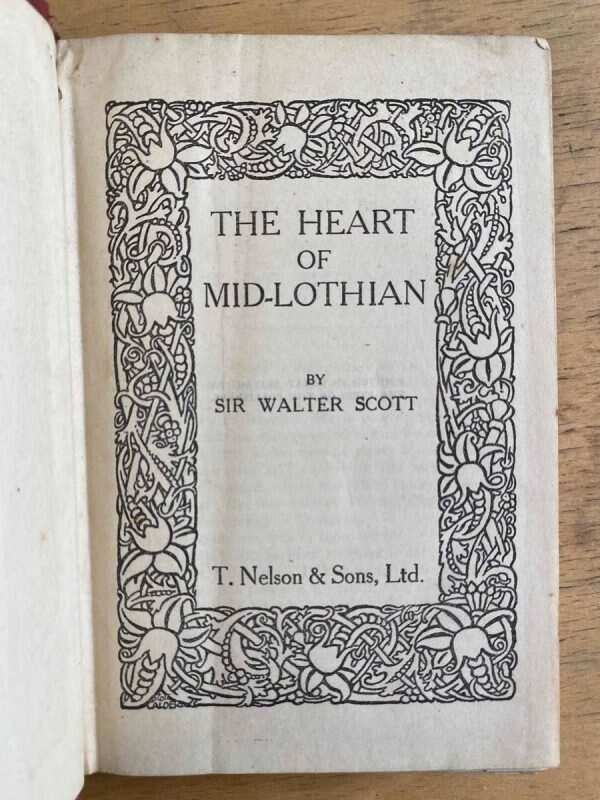 THE HEART
OF
MID-LOTHIAN
BY
SIR WALTER SCOTT
T. Nelson & Sons, Ltd.